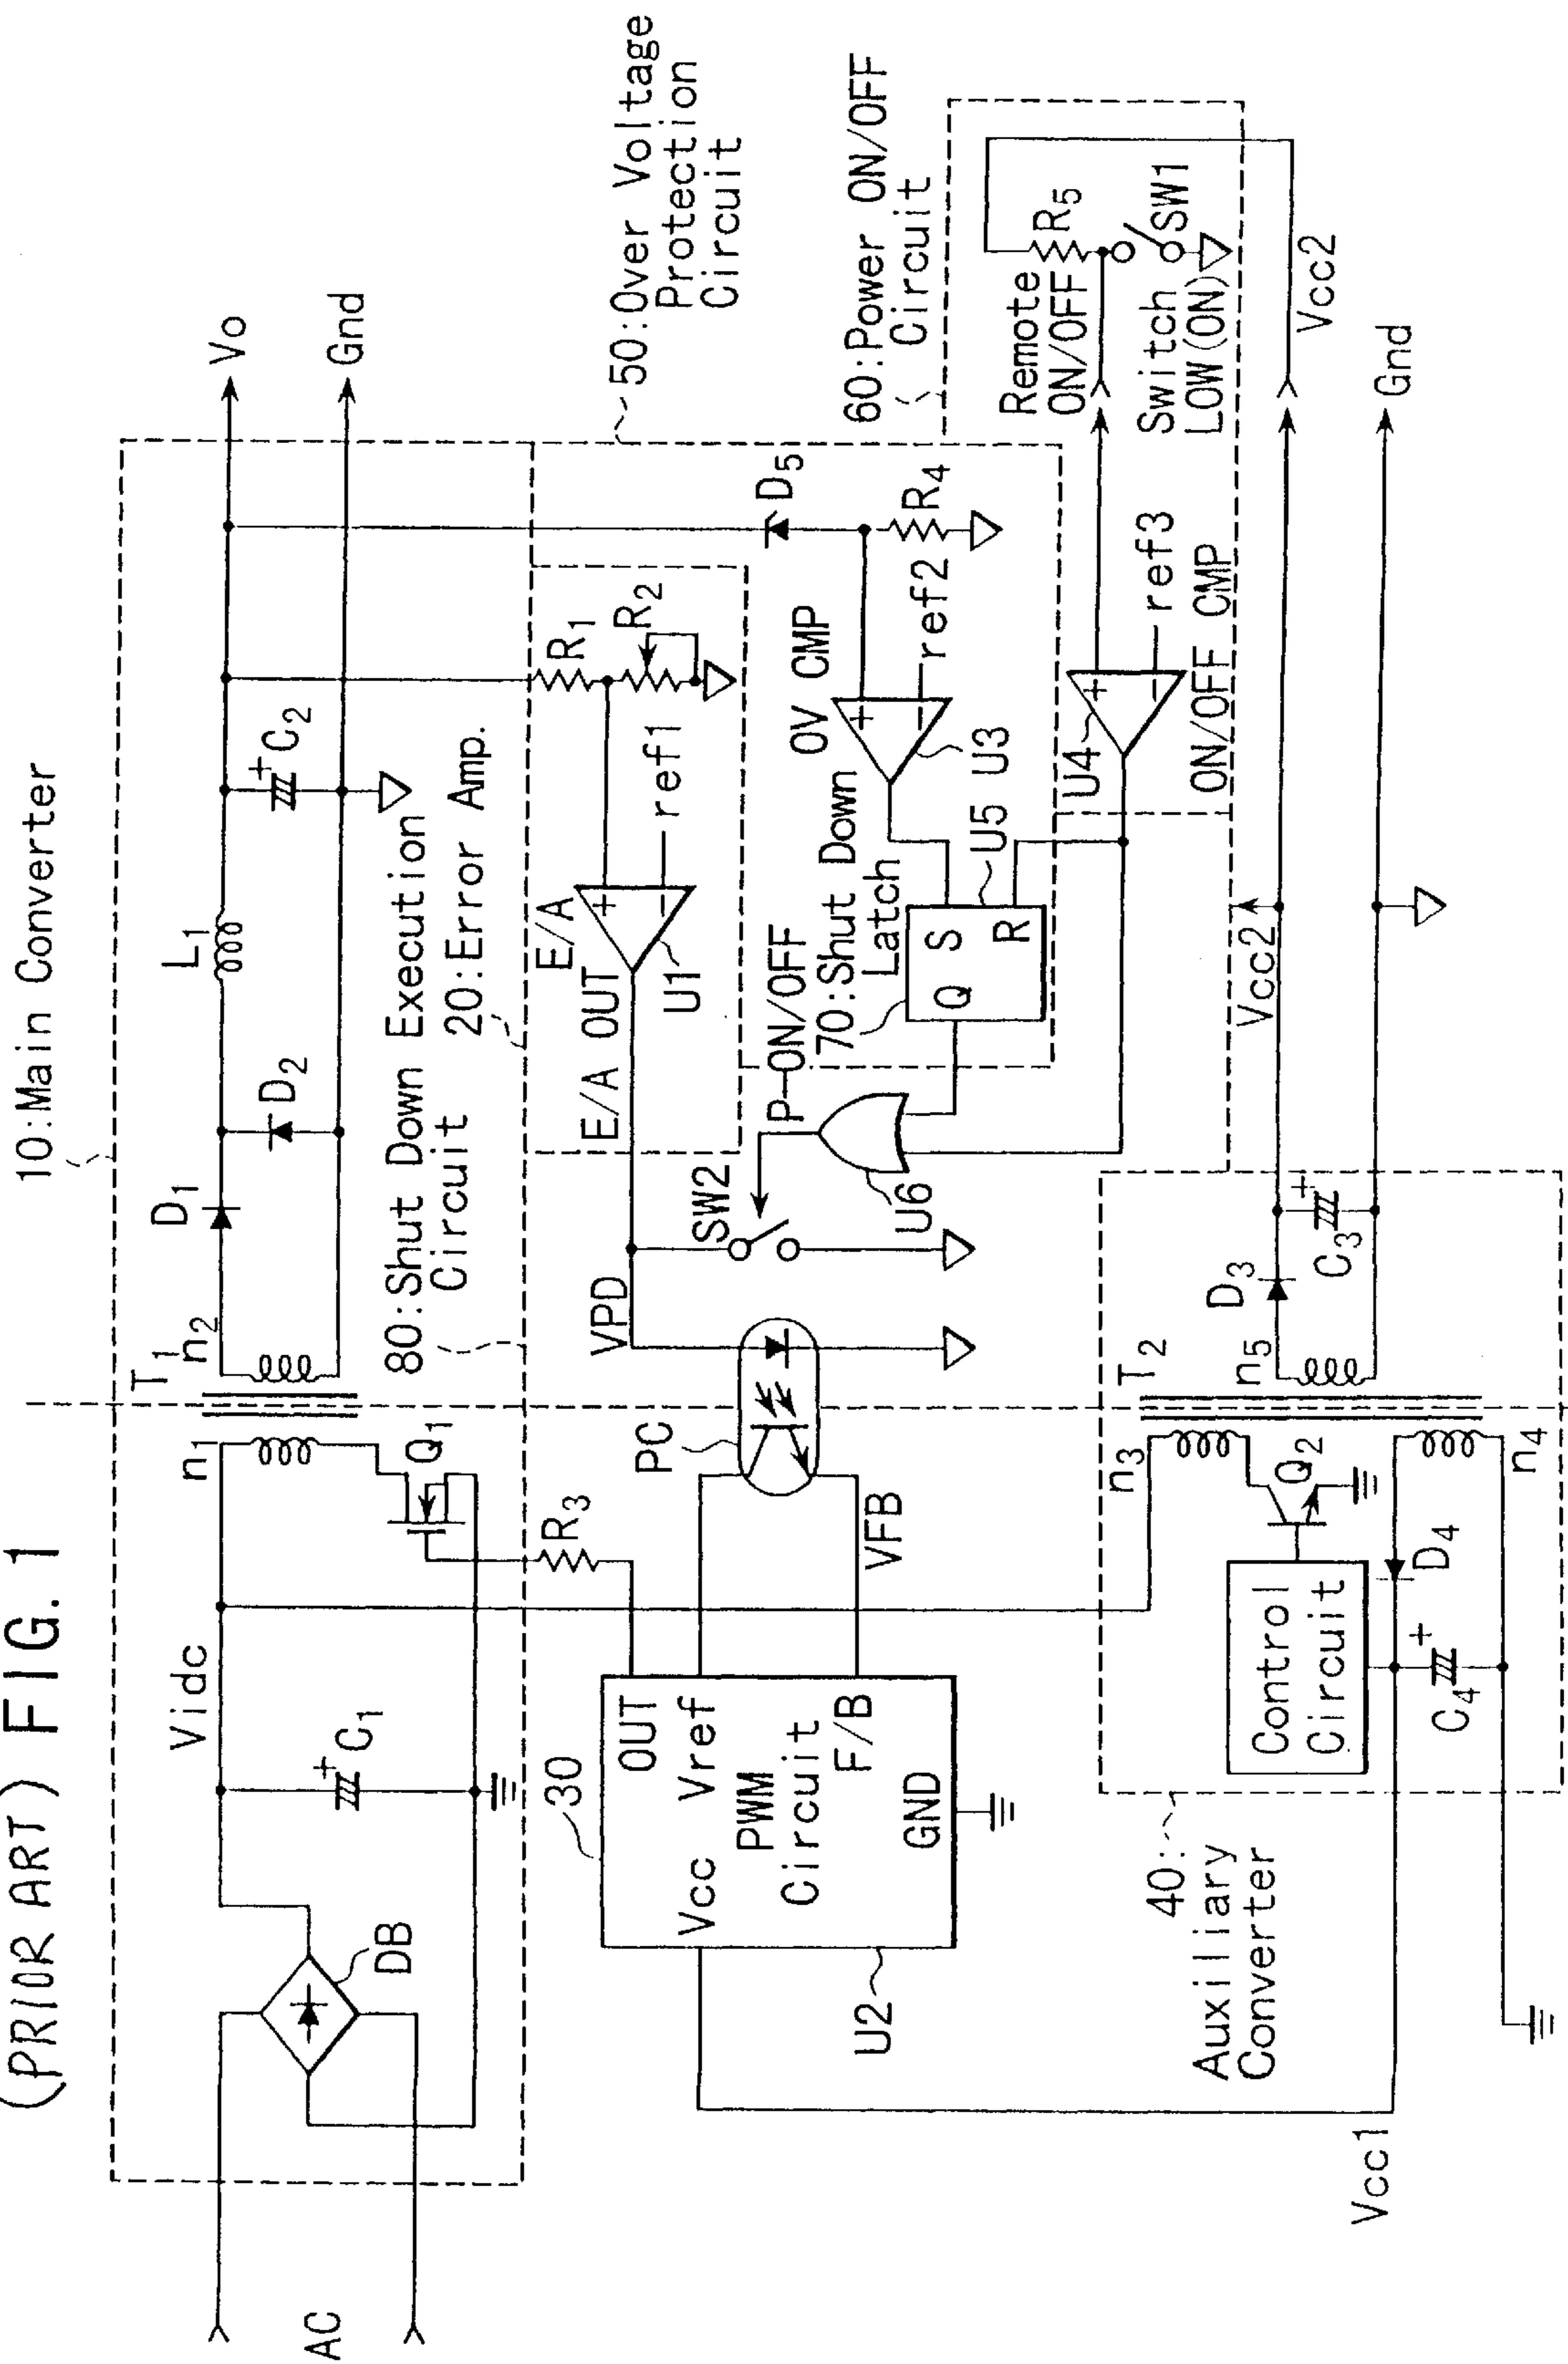 (PRIOR ART) FIG. 1
10:Main Converter
AC
DB
Vidc
C1
+
n1
Q1
T1
n2
D1
D2
L1
C2
+
Vo
Gnd
80:Shut Down Execution
Circuit
20:Error Amp.
50:Over Voltage
Protection
Circuit
30
OUT
Vcc Vref
PWM
Circuit
F/B
GND
U2
R3
PC
VFB
VPD
SW2
E/A OUT
E/A
U1
+
−
ref1
R1
R2
P-ON/OFF
70:Shut Down
Latch
Q
S
R
U5
U6
OV CMP
U3
+
−
ref2
D5
R4
60:Power ON/OFF
Circuit
U4
+
−
ref3
ON/OFF CMP
Remote
ON/OFF
R5
SW1
Switch
LOW(ON)
Vcc2
Vcc2
Gnd
40:
Auxiliary
Converter
Control
Circuit
Q2
n3
T2
n5
n4
D3
C3
+
D4
C4
+
Vcc1